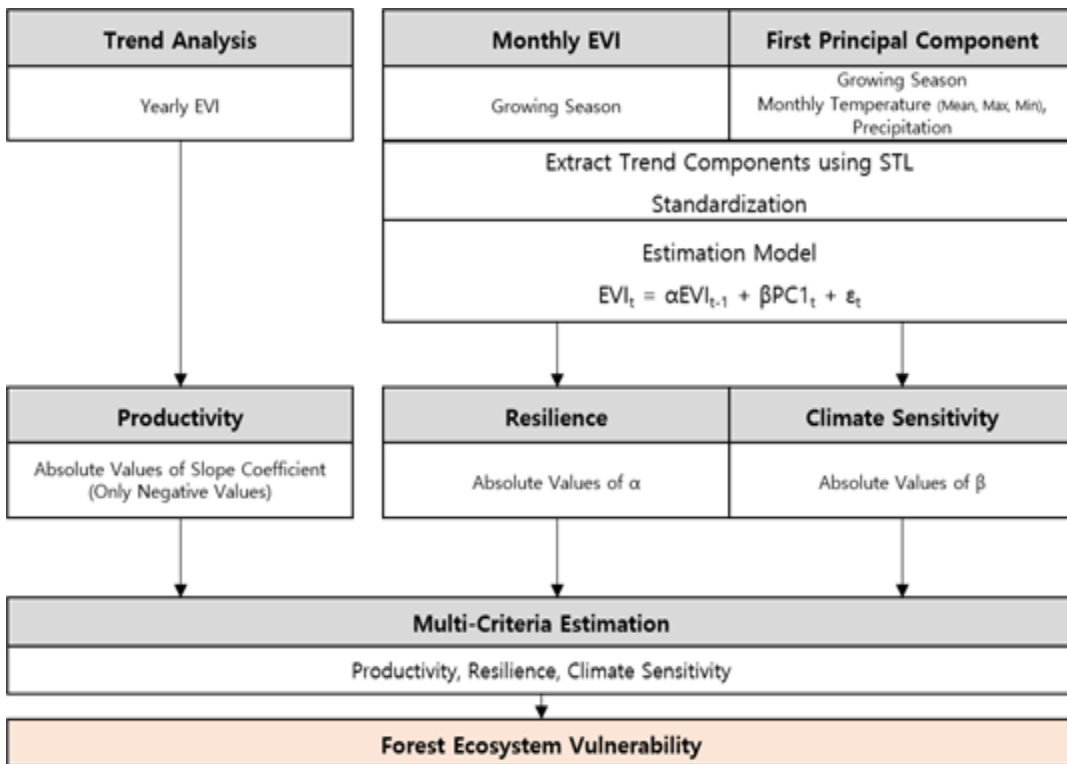 Trend Analysis
Yearly EVI
Monthly EVI
First Principal Component
Growing Season
Growing Season
Monthly Temperature (Mean, Max, Min),
Precipitation
Extract Trend Components using STL
Standardization
Estimation Model
EVIₜ = αEVIₜ₋₁ + βPC1ₜ + εₜ
Productivity
Absolute Values of Slope Coefficient
(Only Negative Values)
Resilience
Climate Sensitivity
Absolute Values of α
Absolute Values of β
Multi-Criteria Estimation
Productivity, Resilience, Climate Sensitivity
Forest Ecosystem Vulnerability